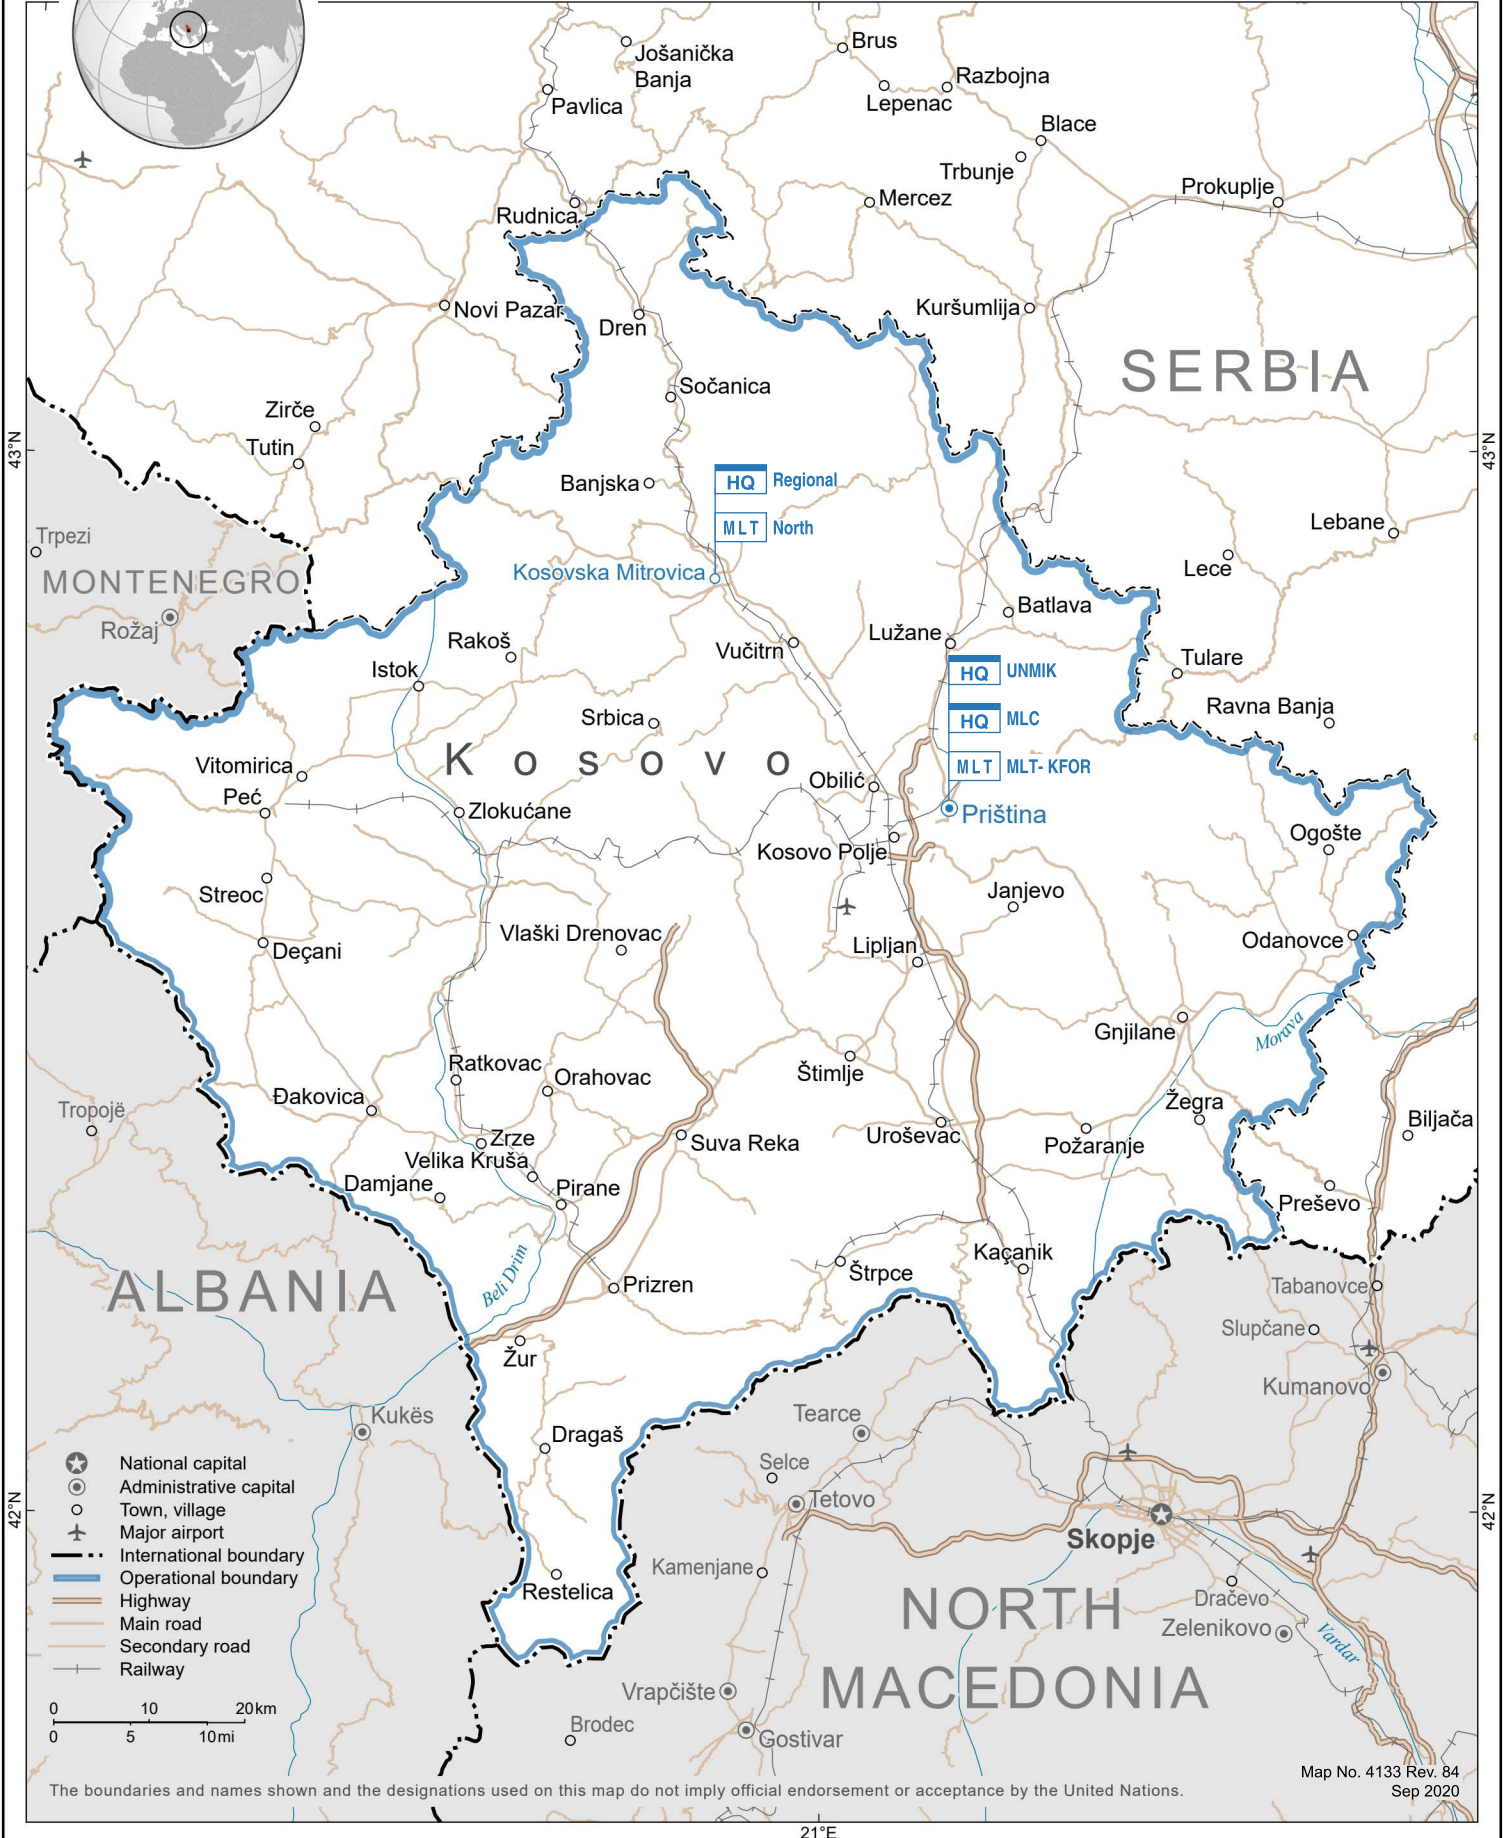 Jošanička
Banja
Brus
Pavlica
Lepenac
Razbojna
Blace
Trbunje
Mercez
Prokuplje
Rudnica
Novi Pazar
Dren
Kuršumlija
SERBIA
Sočanica
Zirče
Tutin
43°N
43°N
Banjska
HQ Regional
MLT North
Trpezi
Lebane
Lece
MONTENEGRO
Kosovska Mitrovica
Rožaj
Batlava
Lužane
Rakoš
Vučitrn
Istok
HQ UNMIK
Tulare
Srbica
HQ MLC
Ravna Banja
Kosovo
Vitomirica
MLT MLT- KFOR
Obilić
Peć
Zlokućane
Priština
Ogošte
Kosovo Polje
Streoc
Janjevo
Vlaški Drenovac
Deçani
Lipljan
Odanovce
Gnjilane
Morava
Ratkovac
Orahovac
Štimlje
Đakovica
Tropojë
Žegra
Biljača
Zrze
Suva Reka
Uroševac
Požaranje
Velika Kruša
Damjane
Pirane
Preševo
Kaçanik
Beli Drim
Štrpce
ALBANIA
Prizren
Tabanovce
Slupčane
Žur
Kumanovo
Kukës
Tearce
Dragaš
Selce
Tetovo
42°N
42°N
Skopje
Kamenjane
Restelica
Dračevo
NORTH
MACEDONIA
Zelenikovo
Vardar
Vrapčište
Brodec
Gostivar
National capital
Administrative capital
Town, village
Major airport
International boundary
Operational boundary
Highway
Main road
Secondary road
Railway
0 10 20km
0 5 10mi
Map No. 4133 Rev. 84
Sep 2020
The boundaries and names shown and the designations used on this map do not imply official endorsement or acceptance by the United Nations.
21°E